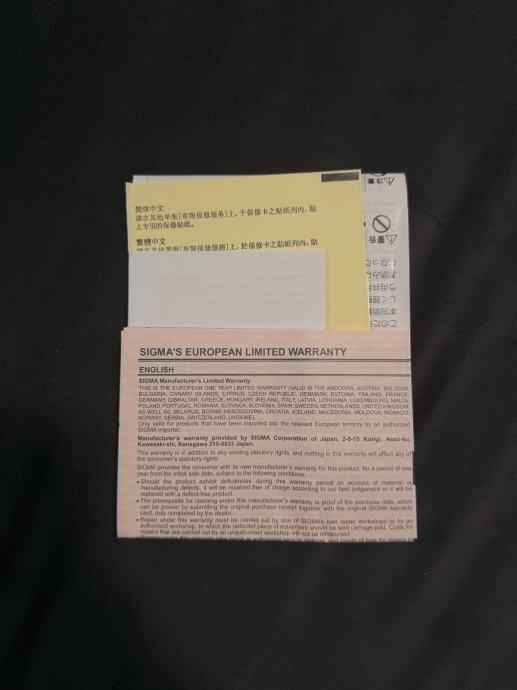 简体中文
请在其他单张[有限保修服务]上，于保修卡之贴纸列内，贴
上专用的保修贴纸。
繁體中文
請在其他單張[有限保修服務]上，於保修卡之貼紙列內，貼
注意
警告
SIGMA'S EUROPEAN LIMITED WARRANTY
ENGLISH
SIGMA Manufacturer's Limited Warranty
THIS IS THE EUROPEAN ONE YEAR LIMITED WARRANTY (VALID IN THE ANDORRA, AUSTRIA, BELGIUM,
BULGARIA, CANARY ISLANDS, CYPRUS, CZECH REPUBLIC, DENMARK, ESTONIA, FINLAND, FRANCE,
GERMANY, GIBRALTAR, GREECE, HUNGARY, IRELAND, ITALY, LATVIA, LITHUANIA, LUXEMBOURG, MALTA,
POLAND, PORTUGAL, ROMANIA, SLOVAKIA, SLOVENIA, SPAIN, SWEDEN, NETHERLANDS, UNITED KINGDOM,
AS WELL AS, BELARUS, BOSNIE-HERZEGOVINA, CROATIA, ICELAND, MACEDONIA, MOLDOVA, MONACO,
NORWAY, SERBIA, SWITZERLAND, UKRAINE).
Only valid for products that have been imported into the relevant European territory by an authorized
SIGMA importer.
Manufacturer's warranty provided by SIGMA Corporation of Japan, 2-6-15 Kurigi, Asao-ku,
Kawasaki-shi, Kanagawa 215-0033 Japan.
This warranty is in addition to any existing statutory rights, and nothing in this warranty will affect any of
the consumer's statutory rights.
SIGMA provides the consumer with its own manufacturer's warranty for this product, for a period of one
year from the initial sale date, subject to the following conditions:
● Should the product exhibit deficiencies during this warranty period on account of material or
manufacturing defects, it will be repaired free of charge according to our best judgement or it will be
replaced with a defect-free product.
● The prerequisite for claiming under this manufacturer's warranty is proof of the purchase date, which
can be proven by submitting the original purchase receipt together with the original SIGMA warranty
card, duly completed by the dealer.
● Repair under this warranty must be carried out by one of SIGMA's own repair workshops or by an
authorised workshop, to which the defected piece of equipment should be sent carriage paid. Costs for
repairs that are carried out by an unauthorised workshop will not be reimbursed.